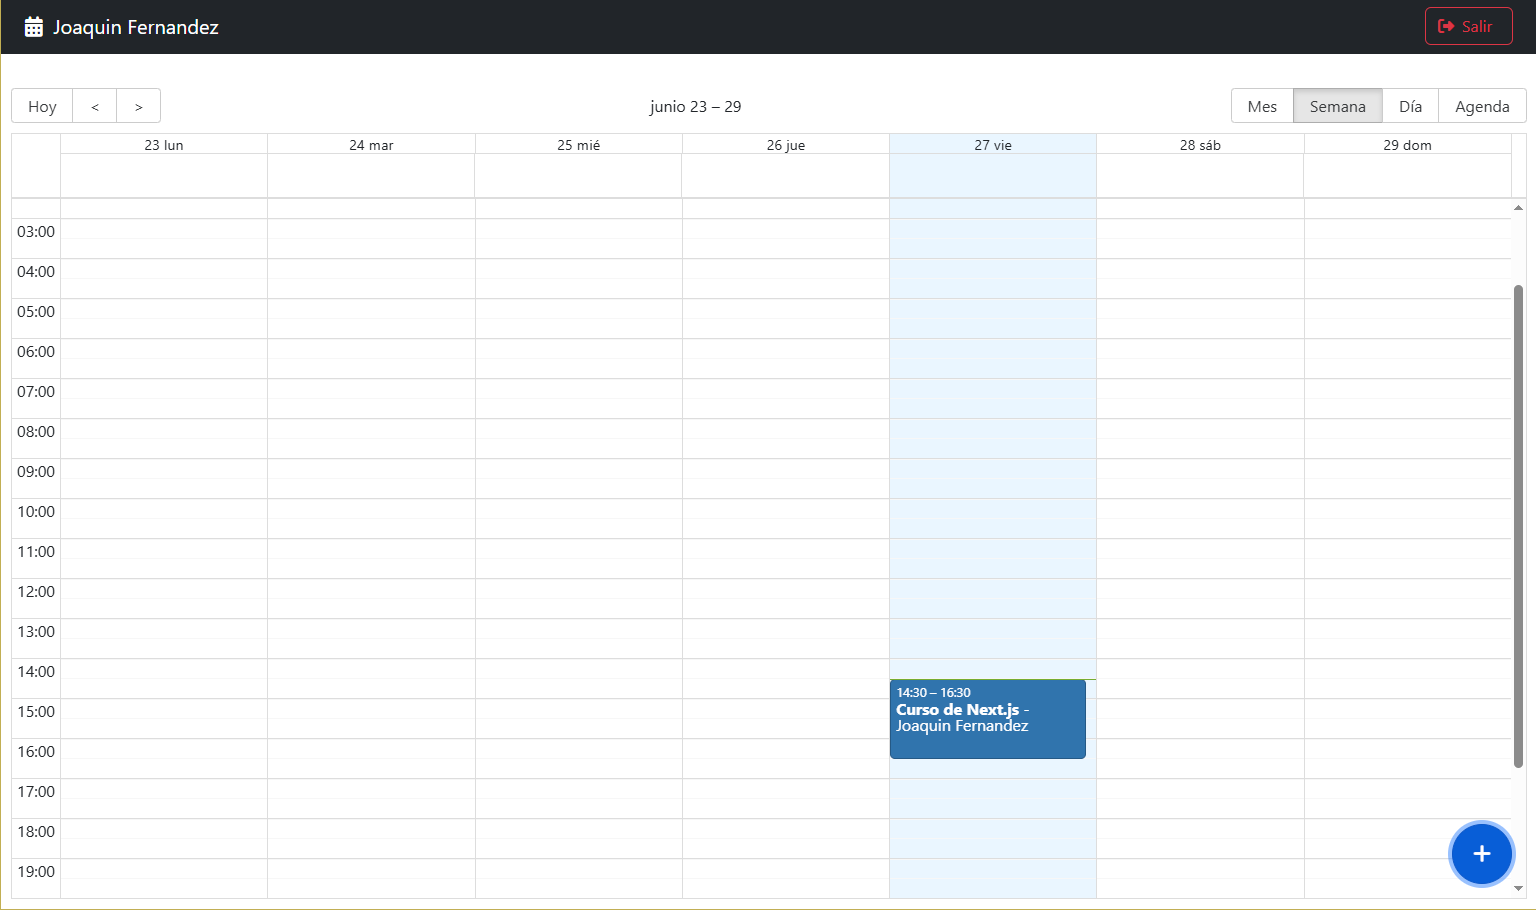 Joaquin Fernandez
Salir
Hoy < >
junio 23 – 29
Mes Semana Día Agenda
23 lun 24 mar 25 mié 26 jue 27 vie 28 sáb 29 dom
03:00
04:00
05:00
06:00
07:00
08:00
09:00
10:00
11:00
12:00
13:00
14:00
14:30 – 16:30
Curso de Next.js -
Joaquin Fernandez
15:00
16:00
17:00
18:00
19:00
+